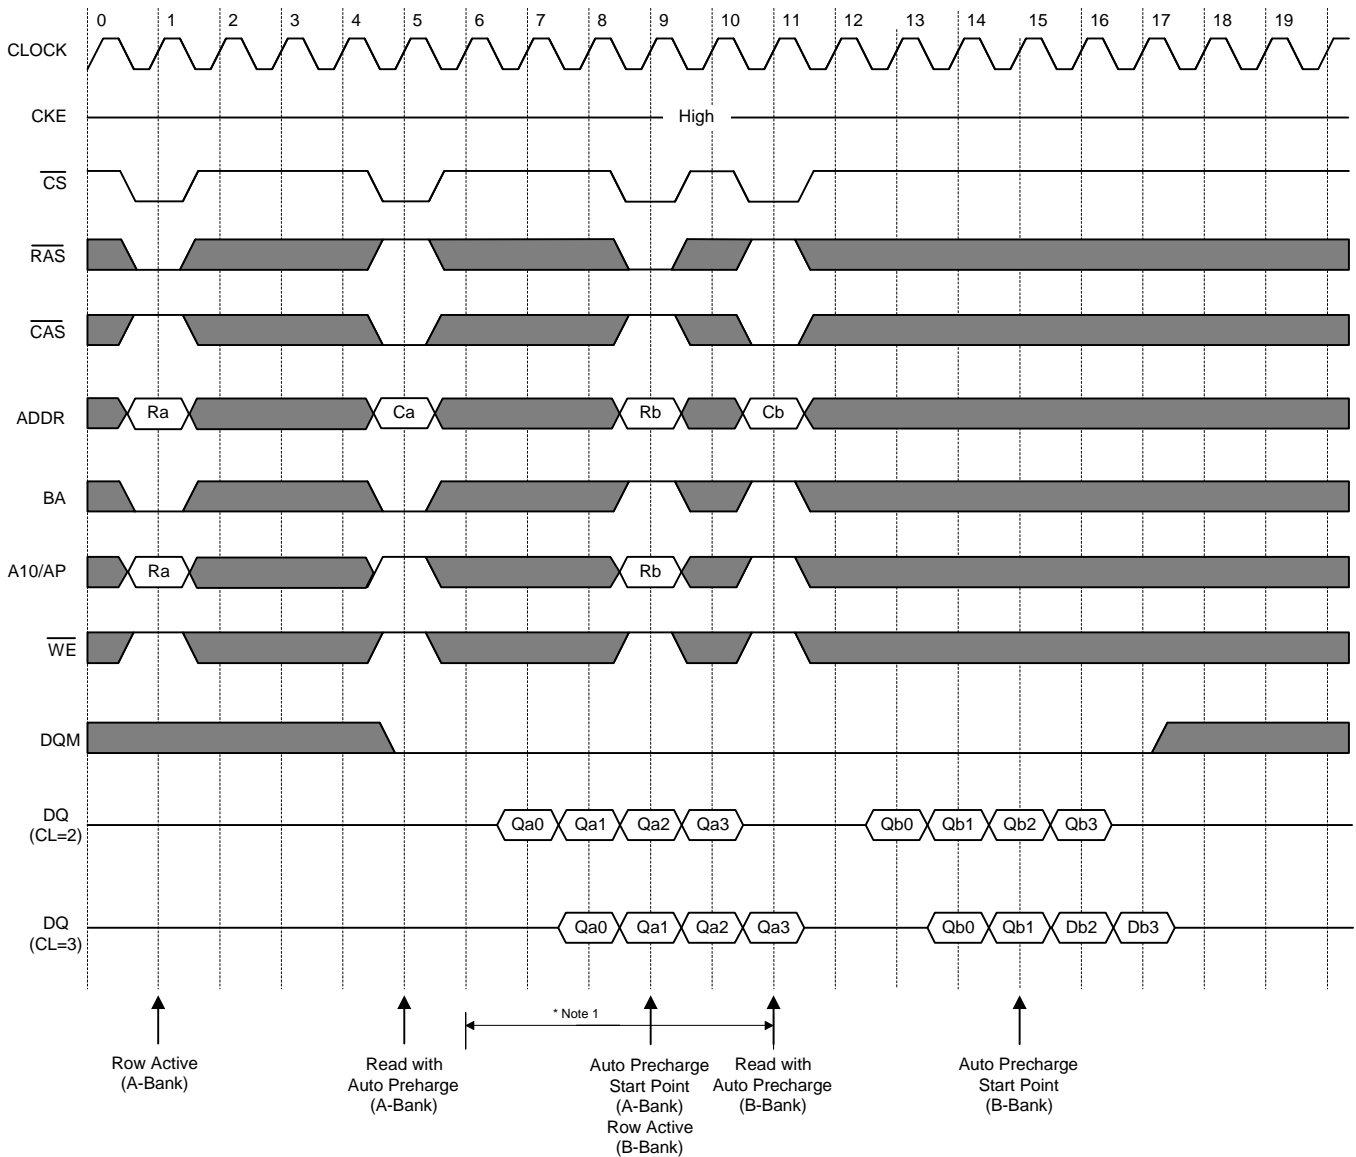 0 1 2 3 4 5 6 7 8 9 10 11 12 13 14 15 16 17 18 19
CLOCK
CKE High
CS
RAS
CAS
ADDR Ra Ca Rb Cb
BA
A10/AP Ra Rb
WE
DQM
DQ
(CL=2)
Qa0 Qa1 Qa2 Qa3 Qb0 Qb1 Qb2 Qb3
DQ
(CL=3)
Qa0 Qa1 Qa2 Qa3 Qb0 Qb1 Db2 Db3
* Note 1
Row Active
(A-Bank)
Read with
Auto Preharge
(A-Bank)
Auto Precharge
Start Point
(A-Bank)
Row Active
(B-Bank)
Read with
Auto Precharge
(B-Bank)
Auto Precharge
Start Point
(B-Bank)